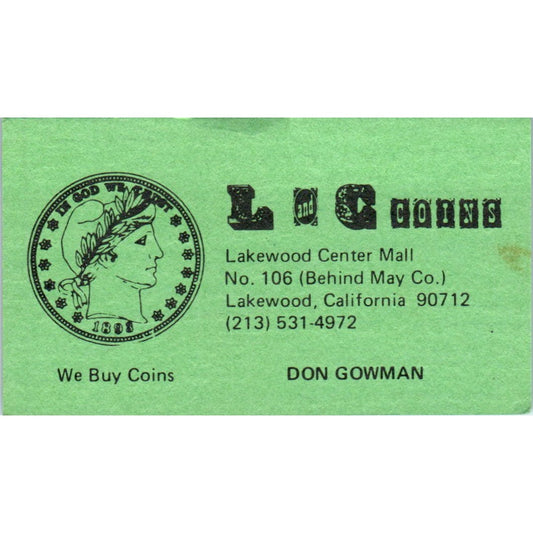 IN GOD WE TRUST
1893
We Buy Coins
L and C COINS
Lakewood Center Mall
No. 106 (Behind May Co.)
Lakewood, California 90712
(213) 531-4972
DON GOWMAN